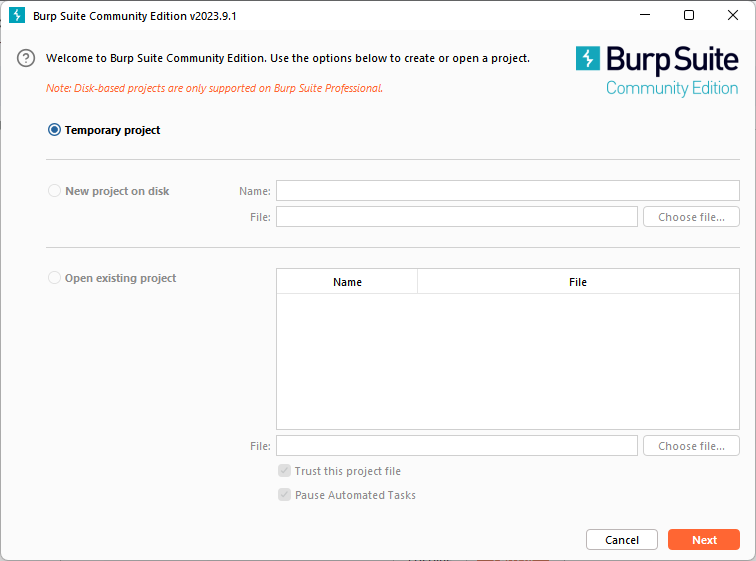 Burp Suite Community Edition v2023.9.1
Welcome to Burp Suite Community Edition. Use the options below to create or open a project.
Note: Disk-based projects are only supported on Burp Suite Professional.
Burp Suite
Community Edition
Temporary project
New project on disk
Name:
File:
Choose file...
Open existing project
Name
File
File:
Choose file...
Trust this project file
Pause Automated Tasks
Cancel
Next